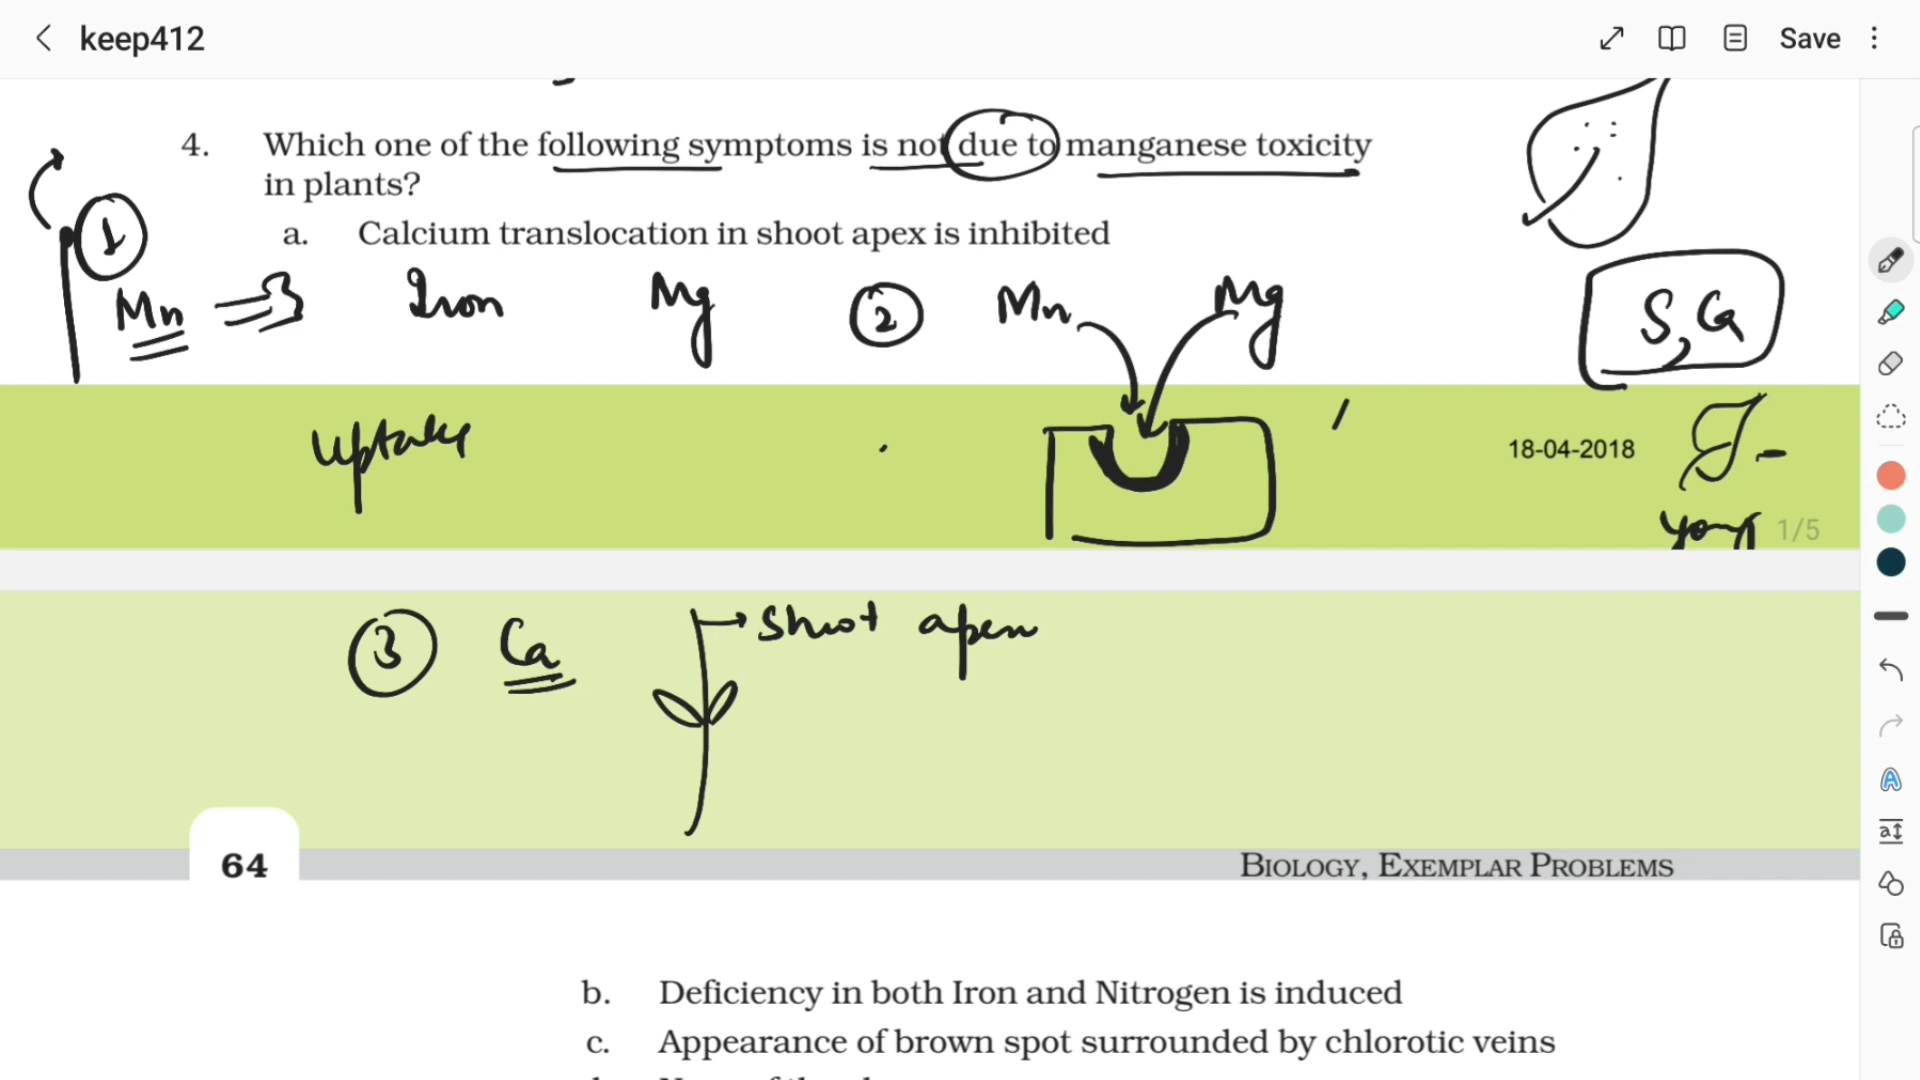 keep412
Save
4. Which one of the following symptoms is not due to manganese toxicity
in plants?
a. Calcium translocation in shoot apex is inhibited
1
Mn Iron Mg 2 Mn Mg S, Ca
uptake
18-04-2018
1/5
3 Ca shoot apex
64
BIOLOGY, EXEMPLAR PROBLEMS
b. Deficiency in both Iron and Nitrogen is induced
c. Appearance of brown spot surrounded by chlorotic veins